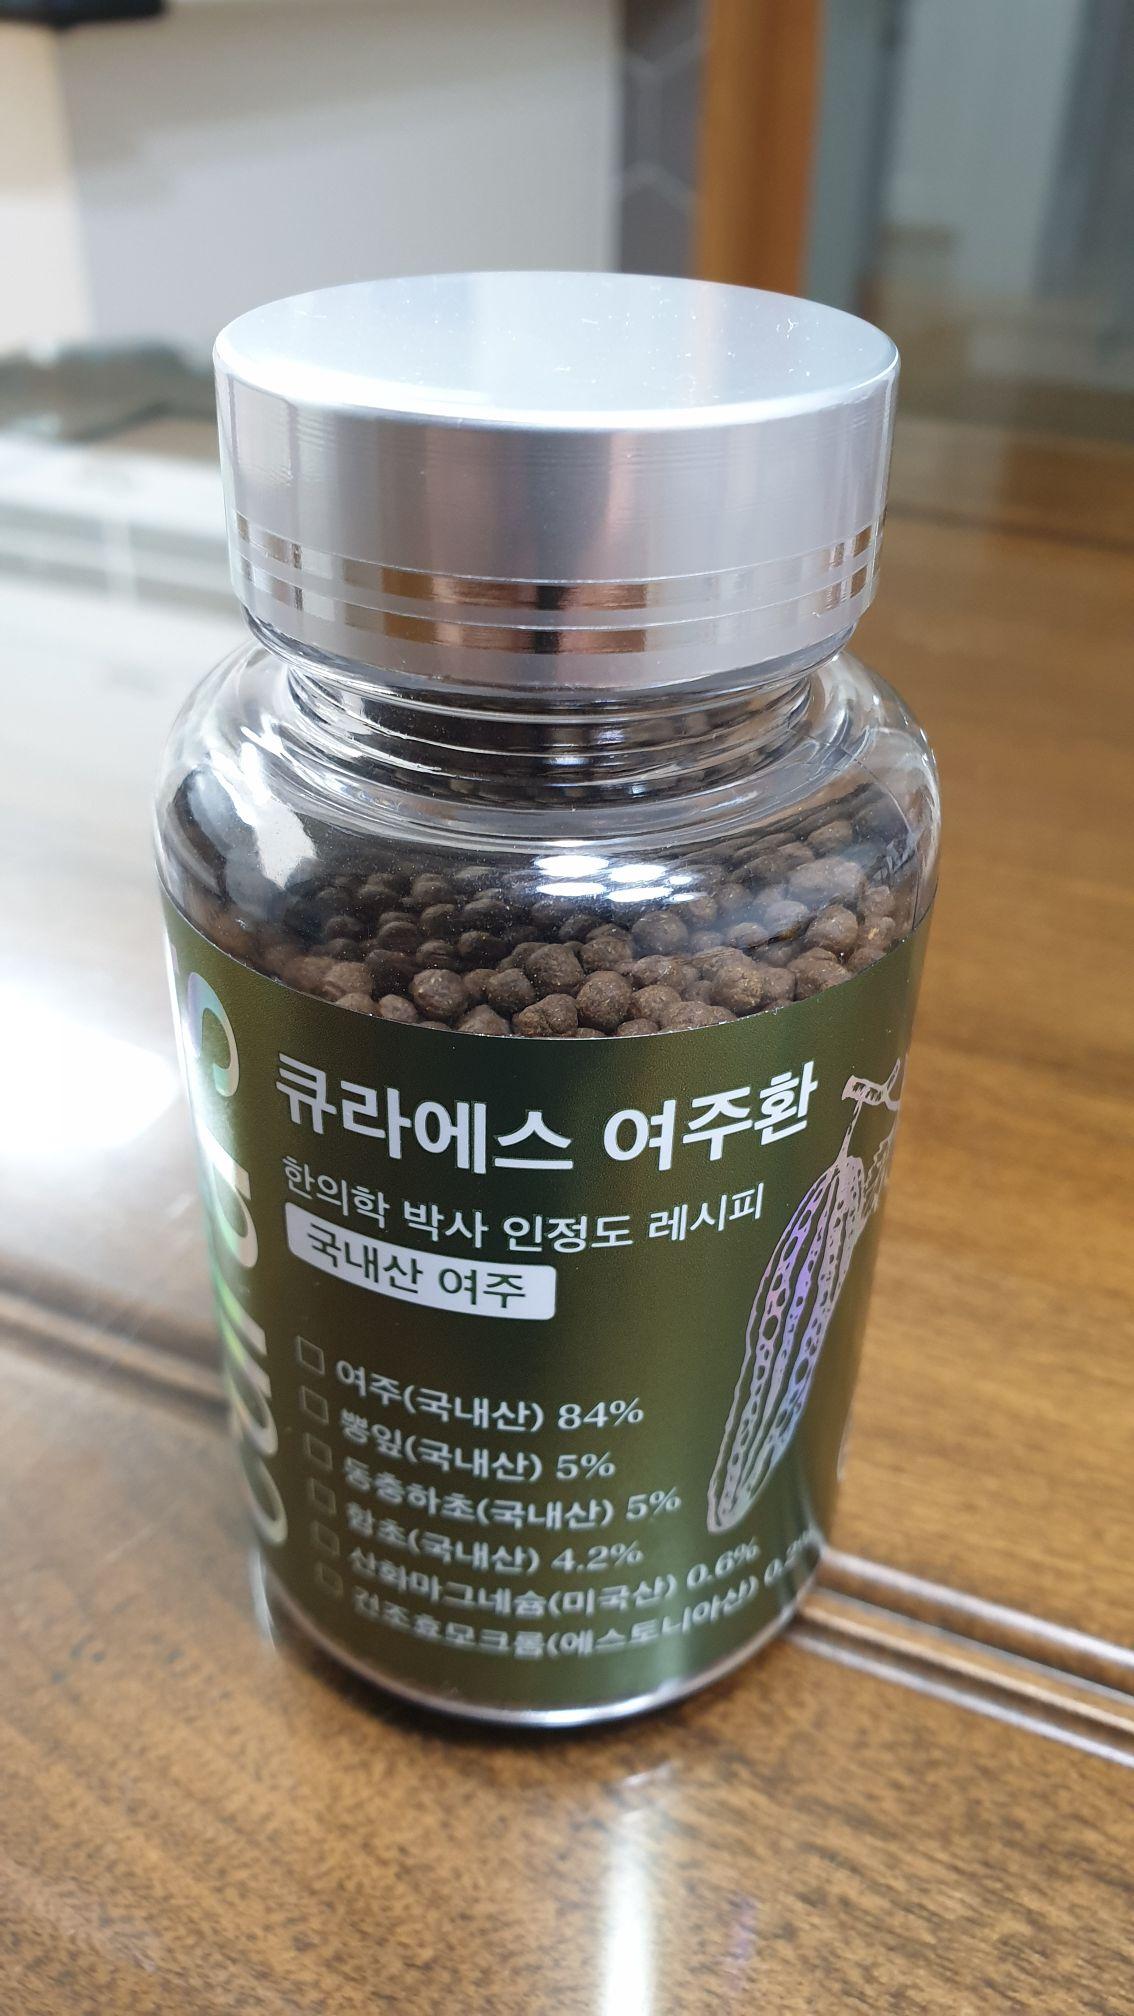 큐라에스 여주환
한의학 박사 인정도 레시피
국내산 여주
여주(국내산) 84%
뽕잎(국내산) 5%
동충하초(국내산) 5%
함초(국내산) 4.2%
산화마그네슘(미국산) 0.6%
건조효모크롬(에스토니아산)